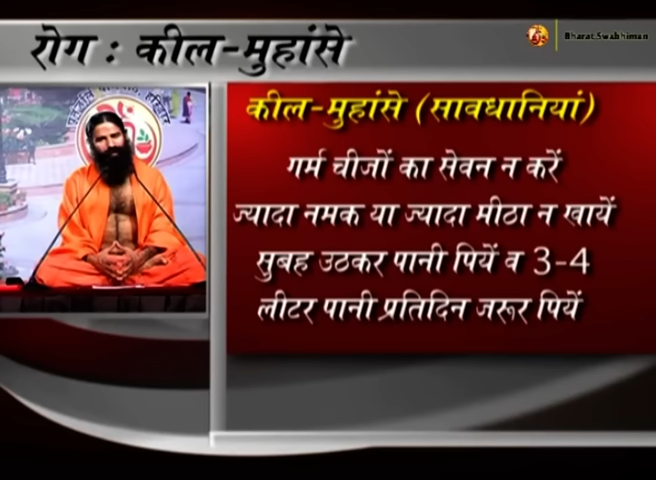 रोग : कील-मुहांसे
Bharat Swabhiman
कील-मुहांसे (सावधानियां)
गर्म चीजों का सेवन न करें
ज्यादा नमक या ज्यादा मीठा न खायें
सुबह उठकर पानी पियें व 3-4
लीटर पानी प्रतिदिन जरूर पियें